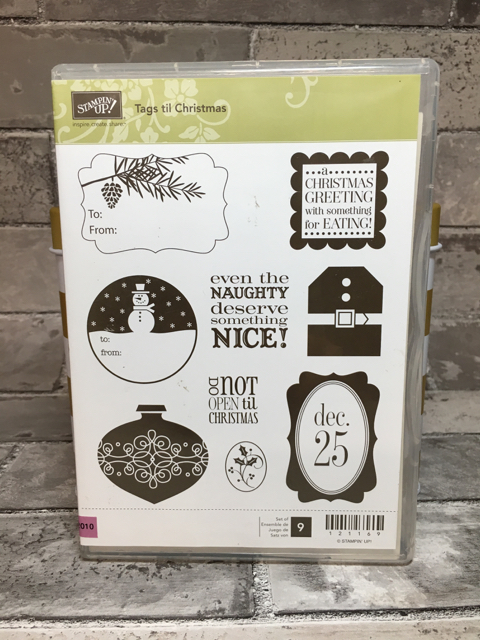 STAMPIN' UP!
inspire create share
Tags til Christmas
To:
From:
a
CHRISTMAS
GREETING
with something
for EATING!
to:
from:
even the
NAUGHTY
deserve
something
NICE!
DO NOT
OPEN til
CHRISTMAS
dec.
25
010
Set of
Ensemble de
Juego de
Satz von
9
121169
© STAMPIN' UP!